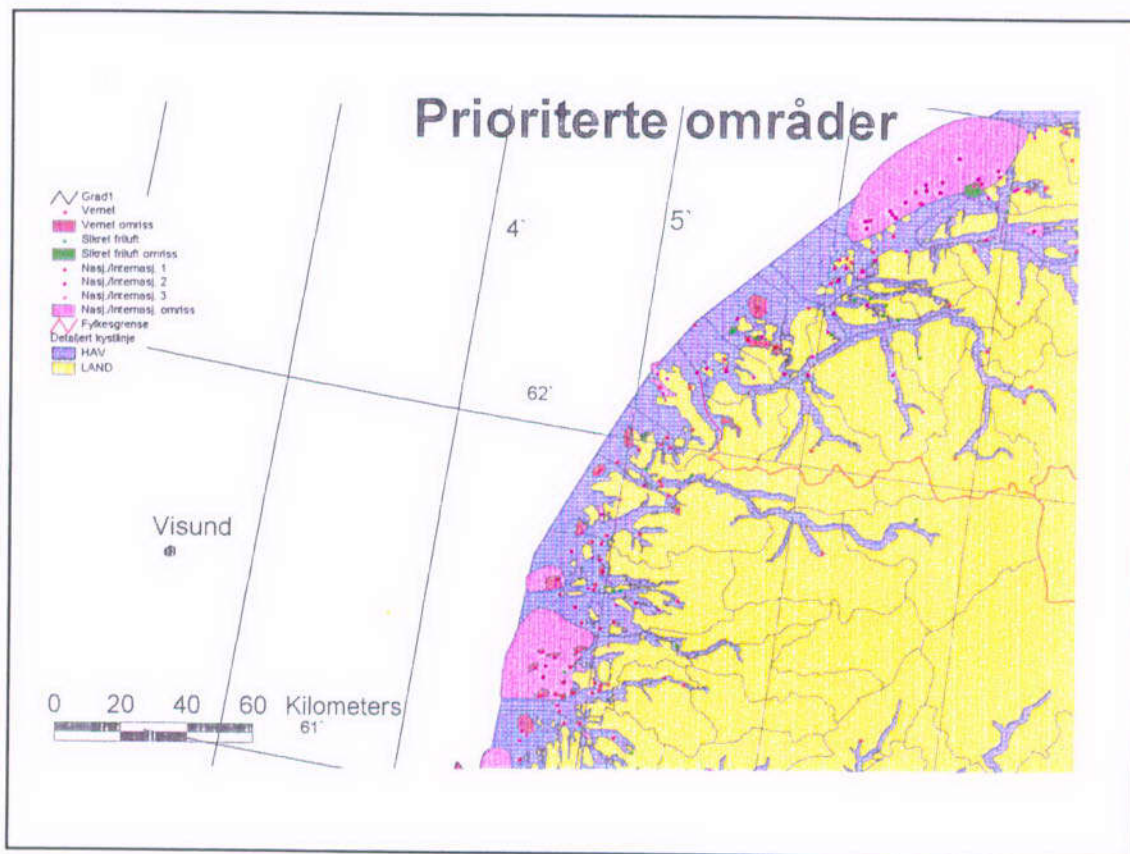 Prioriterte områder
Grad1
Vernet
Vernet omriss
Sikret friluft
Sikret friluft omriss
Nasj./Internasj. 1
Nasj./Internasj. 2
Nasj./Internasj. 3
Nasj./Internasj. omriss
Fylkesgrense
Detaljert kystlinje
HAV
LAND
4`
5`
62`
Visund
0 20 40 60 Kilometers
61`